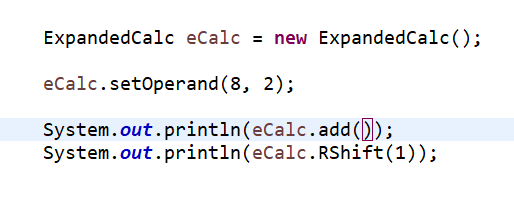 ExpandedCalc eCalc = new ExpandedCalc();
eCalc.setOperand(8, 2);
System.out.println(eCalc.add());
System.out.println(eCalc.RShift(1));